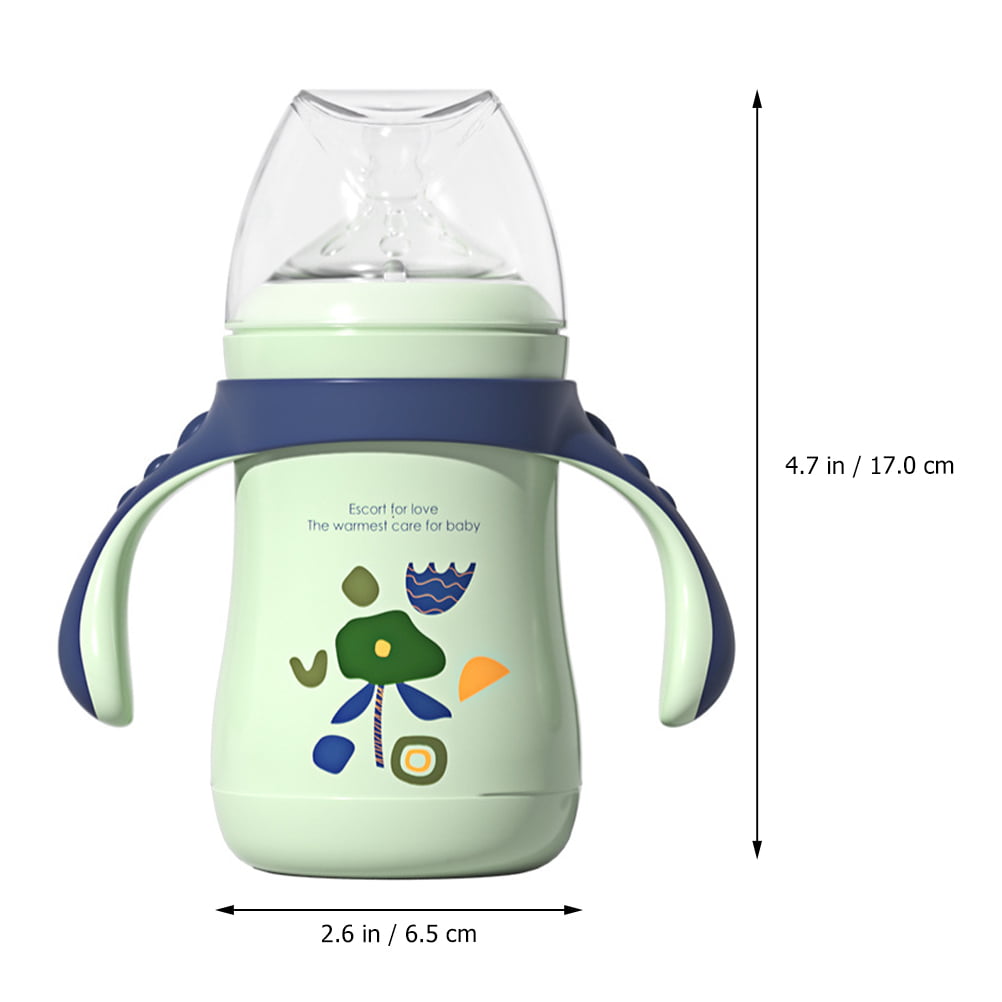 Escort for love
The warmest care for baby
4.7 in / 17.0 cm
2.6 in / 6.5 cm